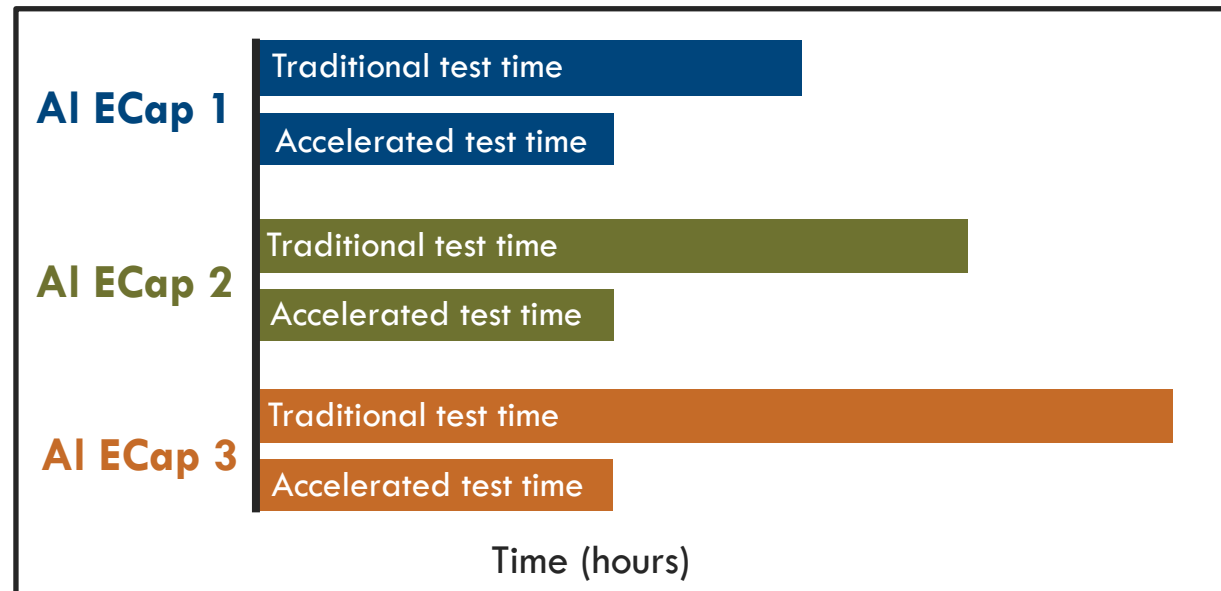 Traditional test time
Al ECap 1
Accelerated test time
Traditional test time
Al ECap 2
Accelerated test time
Traditional test time
Al ECap 3
Accelerated test time
Time (hours)